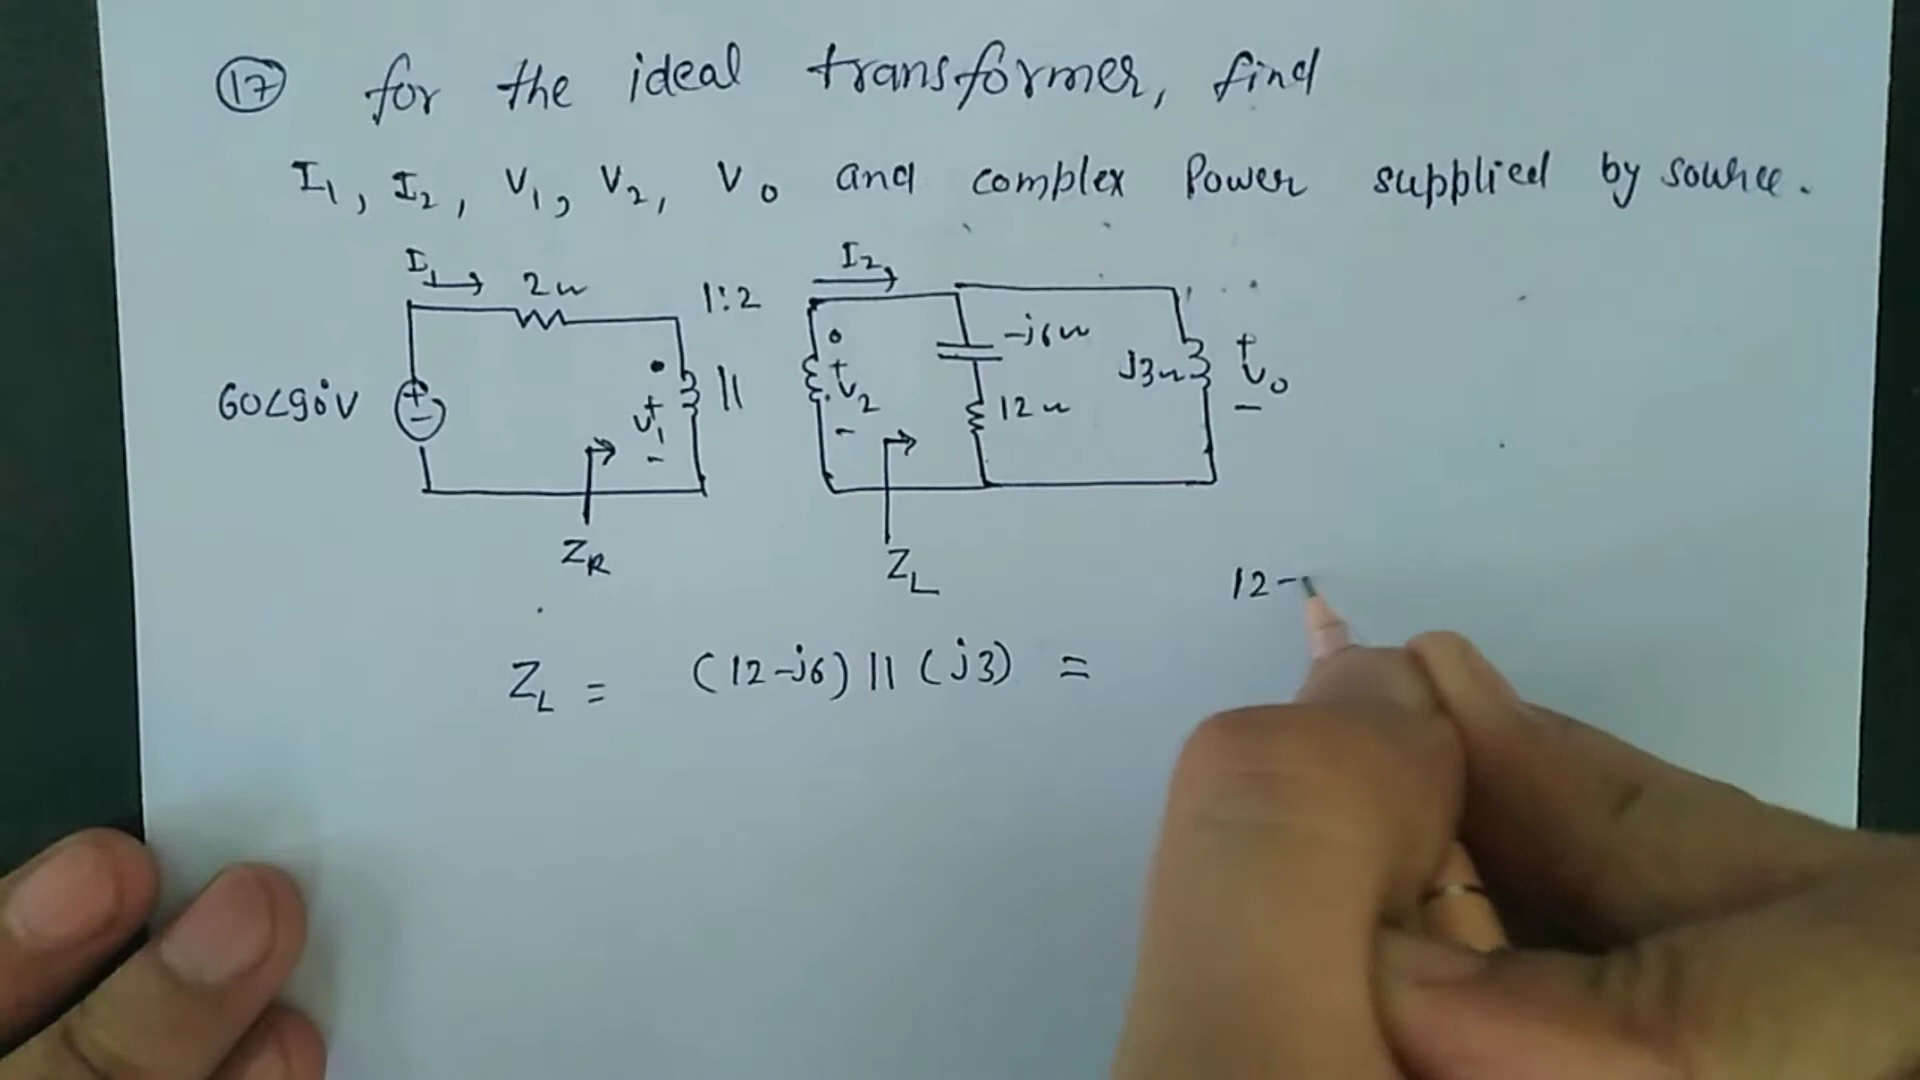 17 for the ideal transformer, find
I1, I2, V1, V2, V0 and complex Power supplied by source.
I1 2ω 1:2 I2
60<90°V + - V1 + - || + V2 - -j6ω 12ω J3ω + V0 -
ZR ZL
12-
ZL = (12-j6) || (j3) =